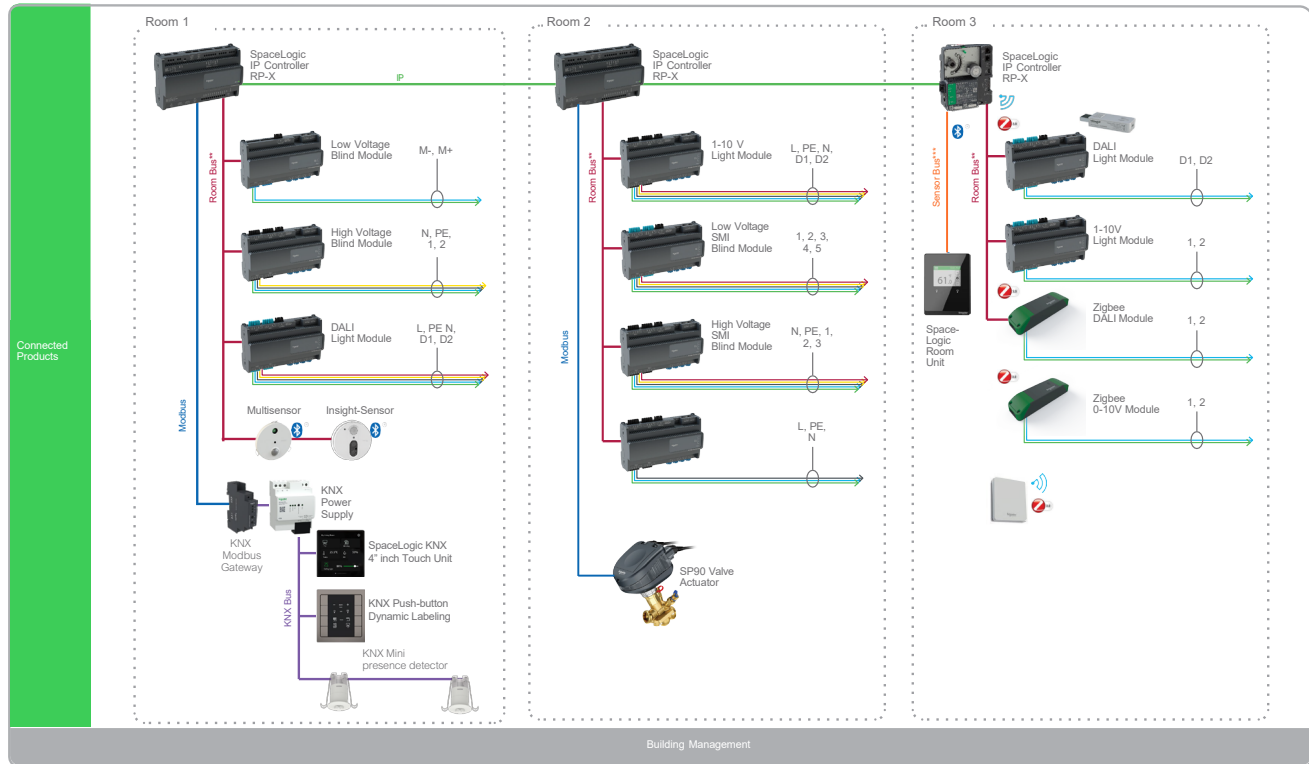 Room 1
SpaceLogic
IP Controller
RP-X
IP
Room Bus**
Low Voltage
Blind Module
M-, M+
High Voltage
Blind Module
N, PE,
1, 2
DALI
Light Module
L, PE N,
D1, D2
Modbus
Multisensor
Insight-Sensor
KNX
Power
Supply
KNX
Modbus
Gateway
SpaceLogic KNX
4” inch Touch Unit
KNX Bus
KNX Push-button
Dynamic Labeling
KNX Mini
presence detector
Room 2
SpaceLogic
IP Controller
RP-X
Room Bus**
1-10 V
Light Module
L, PE, N,
D1, D2
Low Voltage
SMI
Blind Module
1, 2, 3,
4, 5
High Voltage
SMI
Blind Module
N, PE, 1,
2, 3
Modbus
L, PE,
N
SP90 Valve
Actuator
Room 3
SpaceLogic
IP Controller
RP-X
Sensor Bus***
Room Bus**
DALI
Light Module
D1, D2
1-10V
Light Module
1, 2
61
Space-
Logic
Room
Unit
Zigbee
DALI Module
1, 2
Zigbee
0-10V Module
1, 2
Connected
Products
Building Management